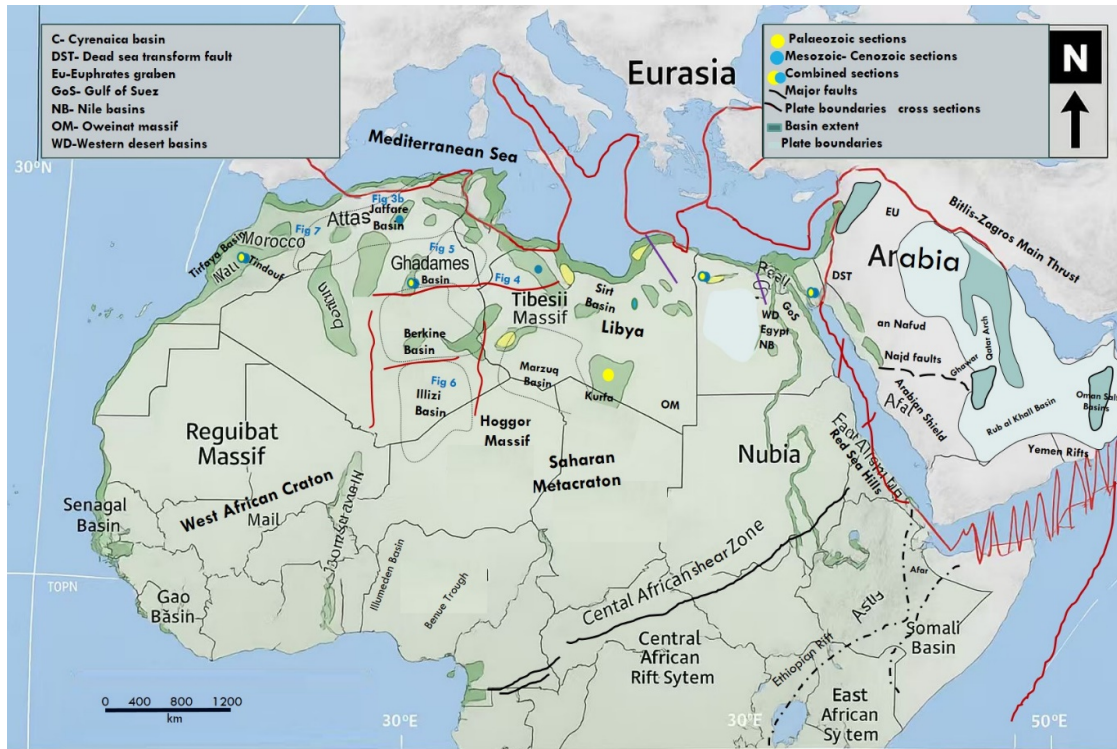 C- Cyrenaica basin
DST- Dead sea transform fault
Eu-Euphrates graben
GoS- Gulf of Suez
NB- Nile basins
OM- Oweinat massif
WD-Western desert basins
Palaeozoic sections
Mesozoic- Cenozoic sections
Combined sections
Major faults
Plate boundaries cross sections
Basin extent
Plate boundaries
N
Eurasia
30°N
Mediterranean Sea
Fig 3b
Jaffare
Basin
Attas
Fig 7
Morocco
Tirfaya Basin
Tindouf
Fig 5
Ghadames
Basin
Fig 4
Tibesii
Massif
Sirt
Basin
Libya
WD
GoS
Egypt
NB
EU
DST
Arabia
Bitlis-Zagros Main Thrust
an Nafud
Najd faults
Ghawar
Qatar Arch
Arabian Shield
Afar
Rub al Khall Basin
Oman Salt
Basins
Yemen Rifts
Berkine
Basin
Fig 6
Illizi
Basin
Marzuq
Basin
Kurfa
OM
Hoggor
Massif
Reguibat
Massif
West African Craton
Mail
Saharan
Metacraton
Nubia
Red Sea Hills
Senagal
Basin
TOPN
Gao
Basin
Illumeden Basin
Benue Trough
Cental African shear Zone
Central
African
Rift Sytem
Afar
Ethiopian Rift
Somali
Basin
East
African
Sy tem
0 400 800 1200
km
30°E
30°E
50°E